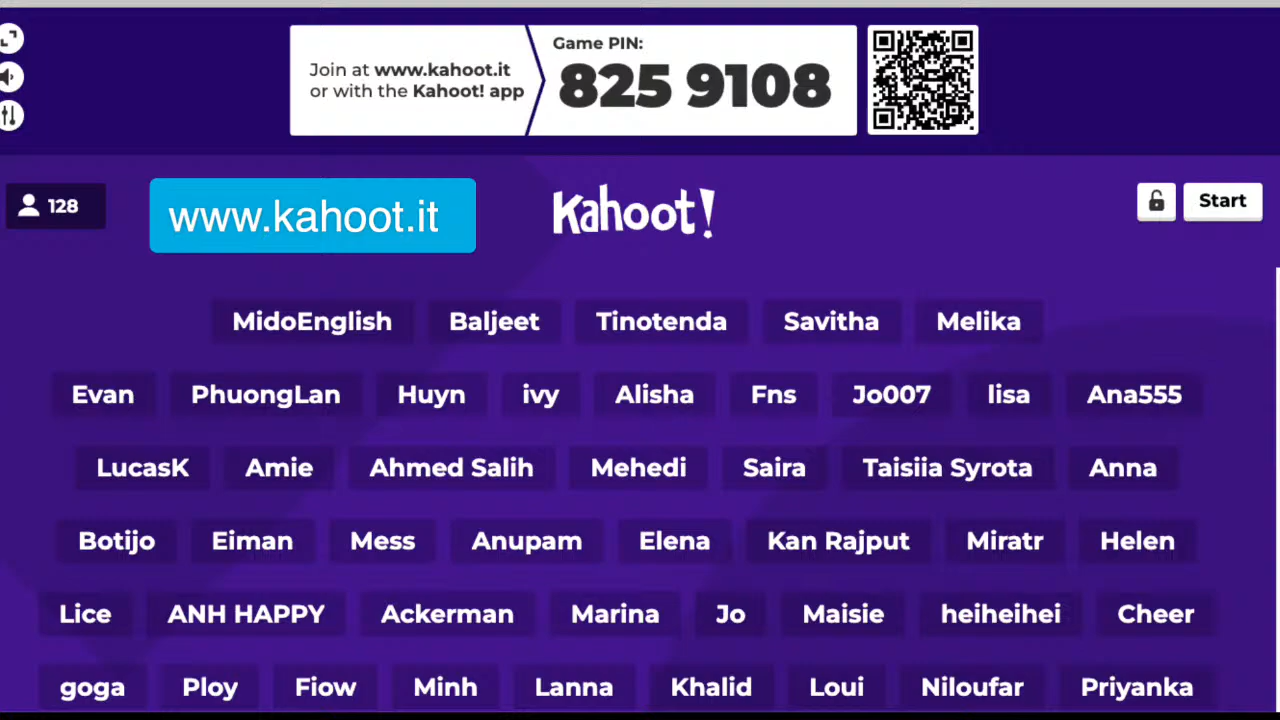 Join at www.kahoot.it
or with the Kahoot! app
Game PIN:
825 9108
128
www.kahoot.it
Kahoot!
Start
MidoEnglish Baljeet Tinotenda Savitha Melika
Evan PhuongLan Huyn ivy Alisha Fns Jo007 lisa Ana555
LucasK Amie Ahmed Salih Mehedi Saira Taisiia Syrota Anna
Botijo Eiman Mess Anupam Elena Kan Rajput Miratr Helen
Lice ANH HAPPY Ackerman Marina Jo Maisie heiheihei Cheer
goga Ploy Fiow Minh Lanna Khalid Loui Niloufar Priyanka